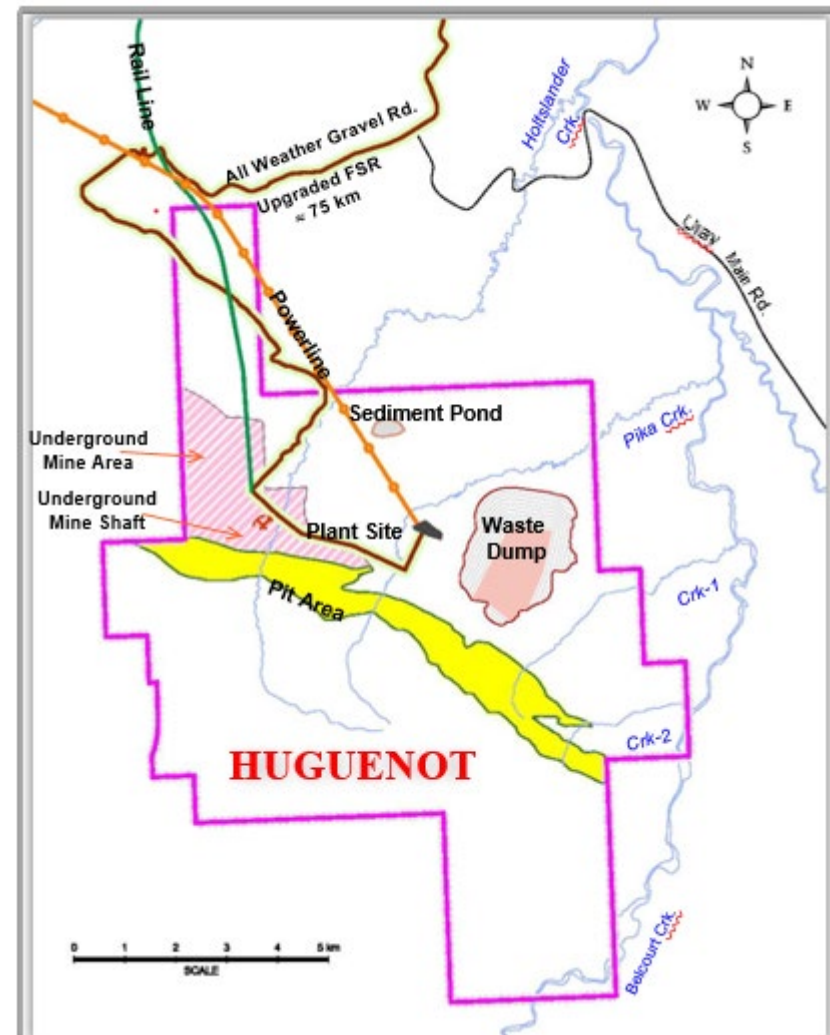 Rail Line
Holtslander
Crk.
N
W
E
S
All Weather Gravel Rd.
Upgraded FSR
≈ 75 km
Main Rd.
Powerline
Sediment Pond
Pika Crk.
Underground
Mine Area
Underground
Mine Shaft
Plant Site
Waste
Dump
Pit Area
Crk-1
Crk-2
HUGUENOT
Belcourt Crk.
0 1 2 3 4 5 km
SCALE